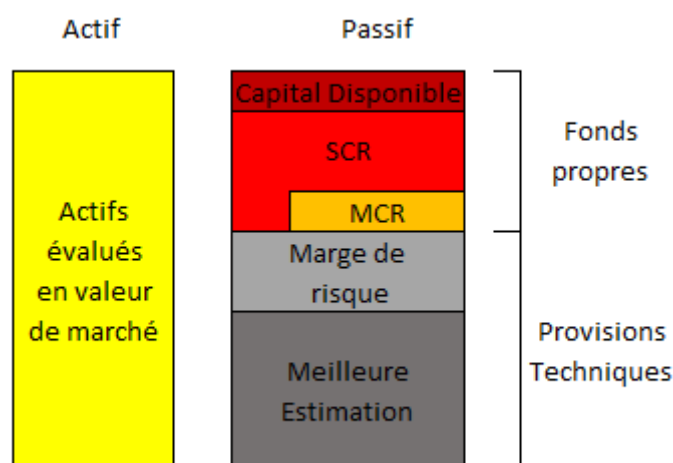 Actif
Passif
Actifs
évalués
en valeur
de marché
Capital Disponible
SCR
MCR
Marge de
risque
Meilleure
Estimation
Fonds
propres
Provisions
Techniques